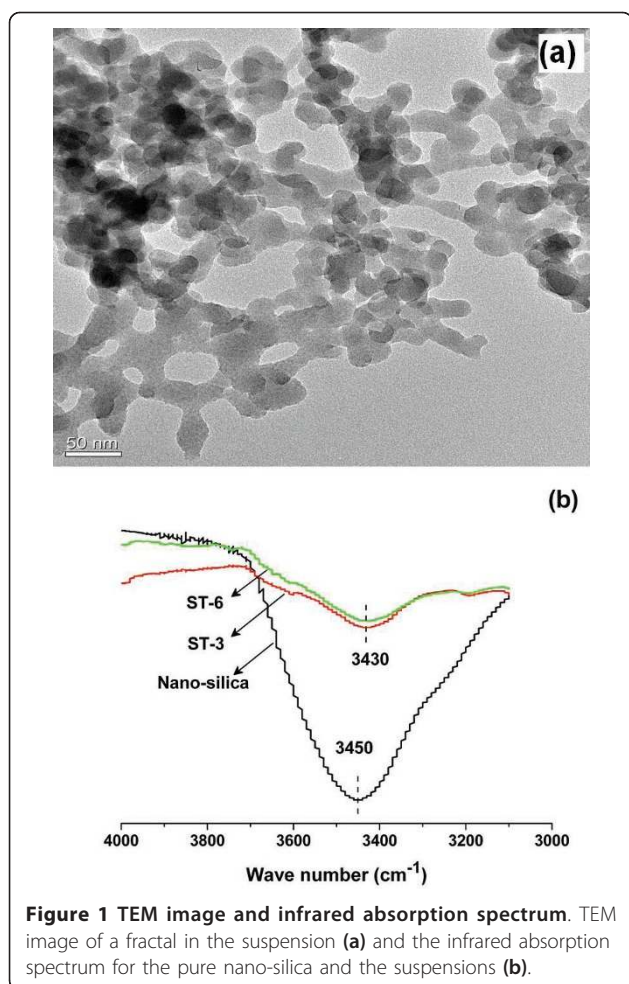 (a)
50 nm
(b)
ST-6
ST-3
Nano-silica
3430
3450
4000 3800 3600 3400 3200 3000
Wave number (cm⁻¹)
Figure 1 TEM image and infrared absorption spectrum. TEM
image of a fractal in the suspension (a) and the infrared absorption
spectrum for the pure nano-silica and the suspensions (b).